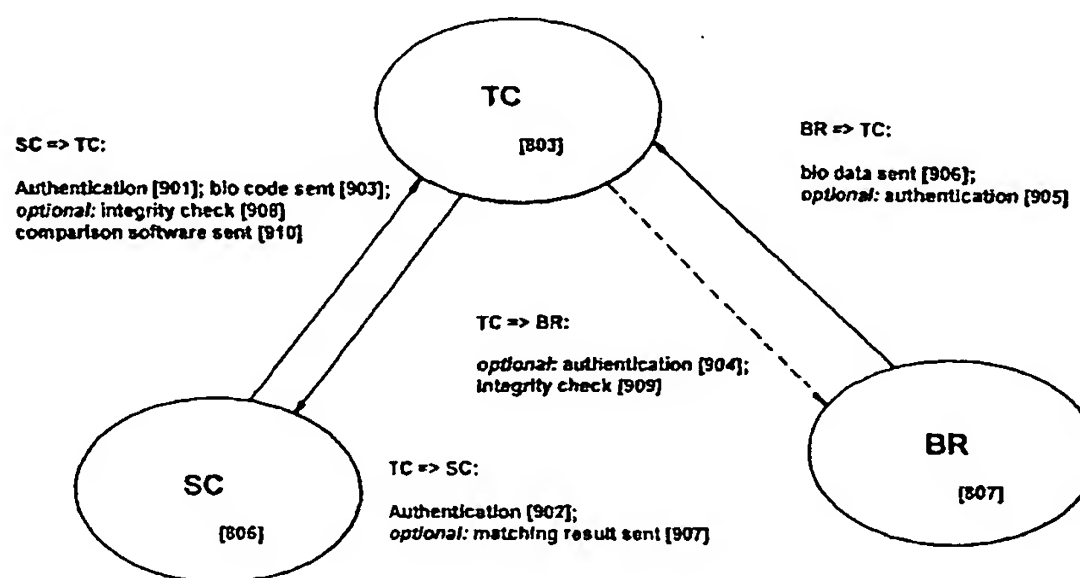 TC
[803]
SC => TC:
Authentication [901]; bio code sent [903];
optional: integrity check [908]
comparison software sent [910]
BR => TC:
bio data sent [906];
optional: authentication [905]
TC => BR:
optional: authentication [904];
integrity check [909]
SC
[806]
TC => SC:
Authentication [902];
optional: matching result sent [907]
BR
[807]